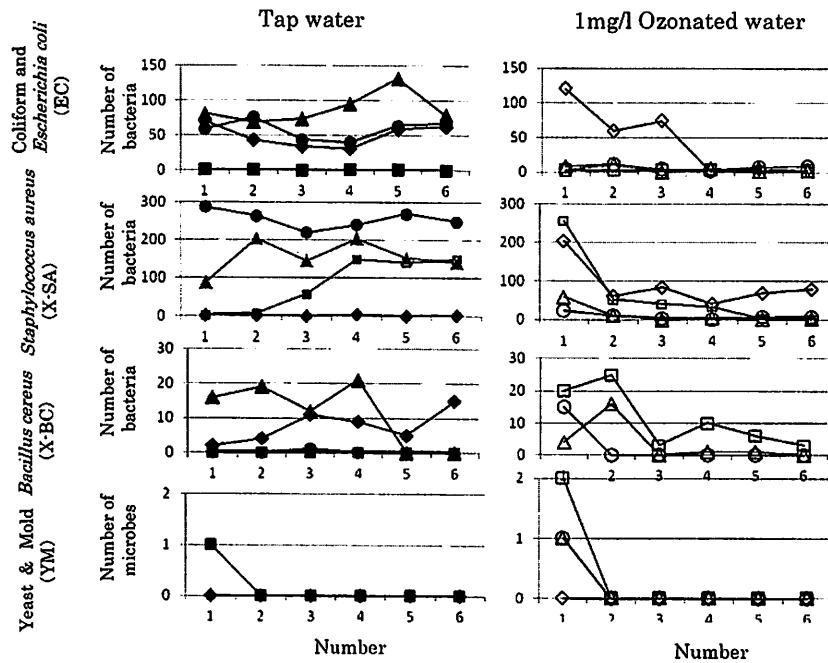 Tap water
1mg/l Ozonated water
Coliform and
Escherichia coli
(EC)
Number of
bacteria
150
100
50
0
1 2 3 4 5 6
150
100
50
0
1 2 3 4 5 6
Staphylococcus aureus
(X-SA)
Number of
bacteria
300
200
100
0
1 2 3 4 5 6
300
200
100
0
1 2 3 4 5 6
Bacillus cereus
(X-BC)
Number of
bacteria
30
20
10
0
1 2 3 4 5 6
30
20
10
0
1 2 3 4 5 6
Yeast & Mold
(YM)
Number of
microbes
2
1
0
1 2 3 4 5 6
2
1
0
1 2 3 4 5 6
Number
Number